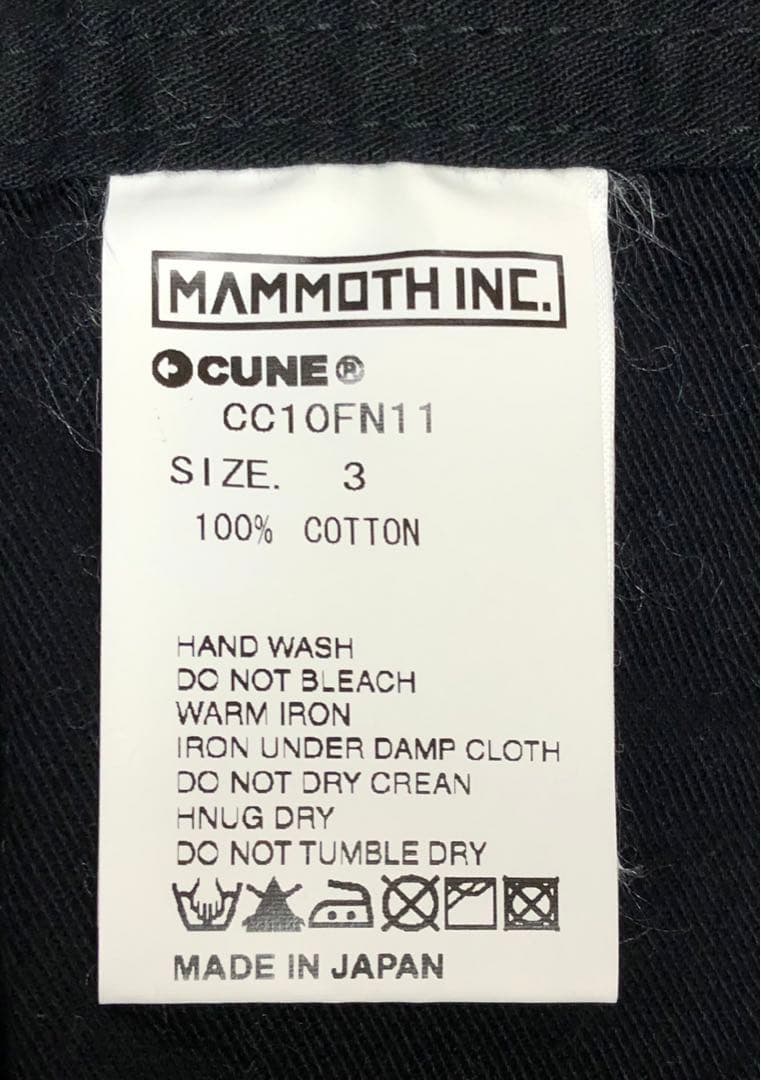 MAMMOTH INC.
CUNE®
CC10FN11
SIZE. 3
100% COTTON
HAND WASH
DO NOT BLEACH
WARM IRON
IRON UNDER DAMP CLOTH
DO NOT DRY CREAN
HNUG DRY
DO NOT TUMBLE DRY
MADE IN JAPAN